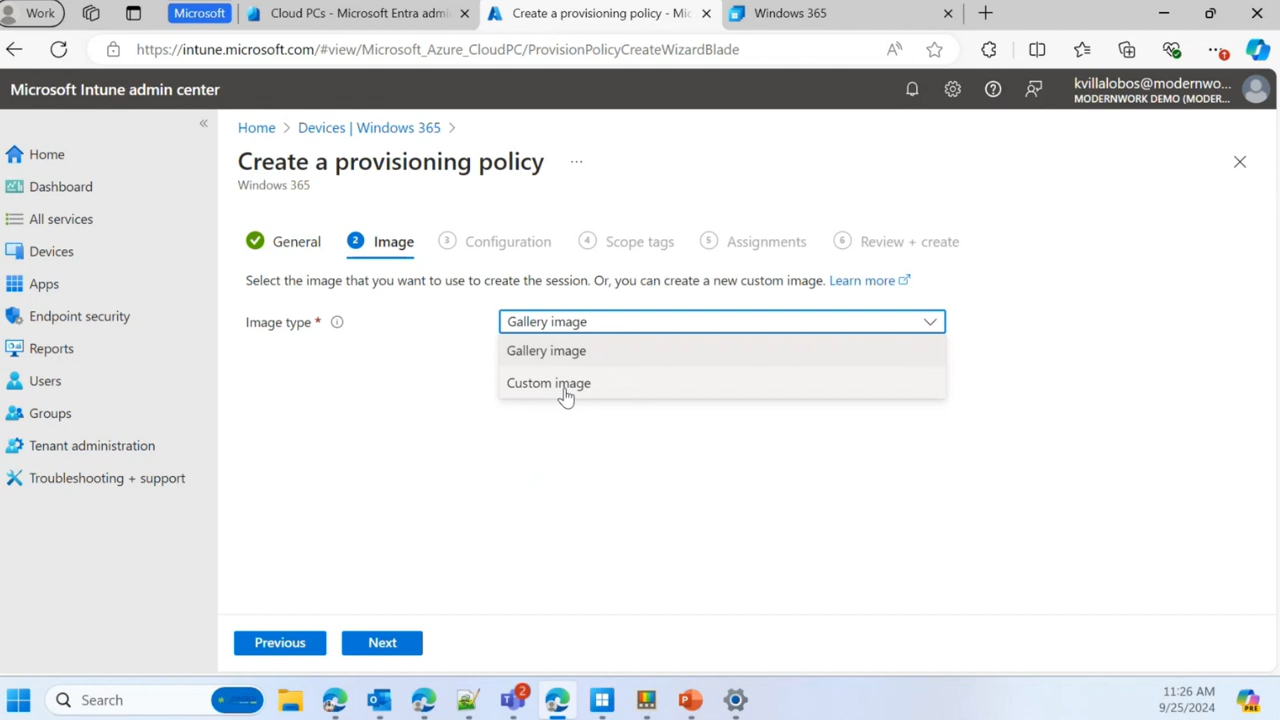 Work
Microsoft
Cloud PCs - Microsoft Entra admi
Create a provisioning policy - Mic
Windows 365
https://intune.microsoft.com/#view/Microsoft_Azure_CloudPC/ProvisionPolicyCreateWizardBlade
Microsoft Intune admin center
kvillalobos@modernwo...
MODERNWORK DEMO (MODER...
Home
Dashboard
All services
Devices
Apps
Endpoint security
Reports
Users
Groups
Tenant administration
Troubleshooting + support
Home > Devices | Windows 365 >
Create a provisioning policy ...
Windows 365
General
2 Image
3 Configuration
4 Scope tags
5 Assignments
6 Review + create
Select the image that you want to use to create the session. Or, you can create a new custom image. Learn more
Image type *
Gallery image
Gallery image
Custom image
Previous
Next
Search
2
11:26 AM
9/25/2024
PRE